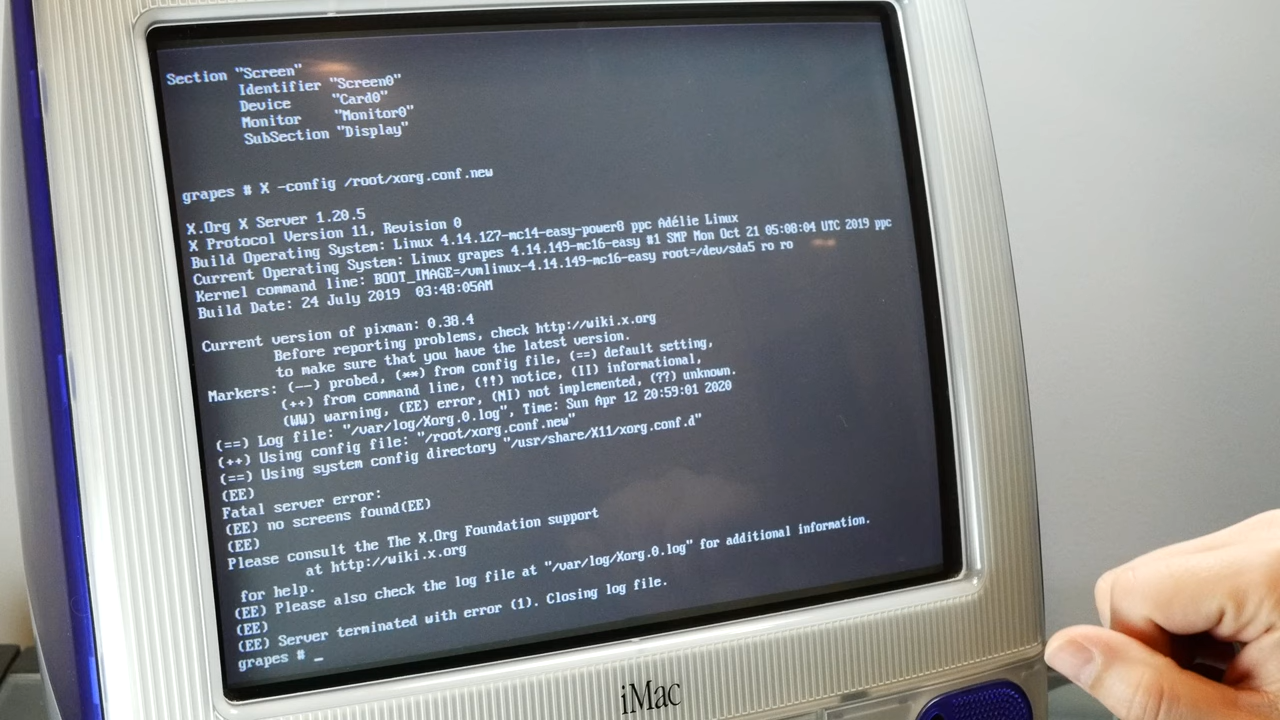 Section "Screen"
Identifier "Screen0"
Device "Card0"
Monitor "Monitor0"
SubSection "Display"
grapes # X -config /root/xorg.conf.new
X.Org X Server 1.20.5
X Protocol Version 11, Revision 0
Build Operating System: Linux 4.14.127-mc14-easy-power8 ppc Adélie Linux
Current Operating System: Linux grapes 4.14.149-mc16-easy #1 SMP Mon Oct 21 05:08:04 UTC 2019 ppc
Kernel command line: BOOT_IMAGE=/vmlinux-4.14.149-mc16-easy root=/dev/sda5 ro ro
Build Date: 24 July 2019 03:48:05AM
Current version of pixman: 0.38.4
Before reporting problems, check http://wiki.x.org
to make sure that you have the latest version.
Markers: (--) probed, (**) from config file, (==) default setting,
(++) from command line, (!!) notice, (II) informational,
(WW) warning, (EE) error, (NI) not implemented, (??) unknown.
(==) Log file: "/var/log/Xorg.0.log", Time: Sun Apr 12 20:59:01 2020
(++) Using config file: "/root/xorg.conf.new"
(==) Using system config directory "/usr/share/X11/xorg.conf.d"
(EE)
Fatal server error:
(EE) no screens found(EE)
(EE)
Please consult the The X.Org Foundation support
at http://wiki.x.org
for help.
(EE) Please also check the log file at "/var/log/Xorg.0.log" for additional information.
(EE)
(EE) Server terminated with error (1). Closing log file.
grapes # _
iMac